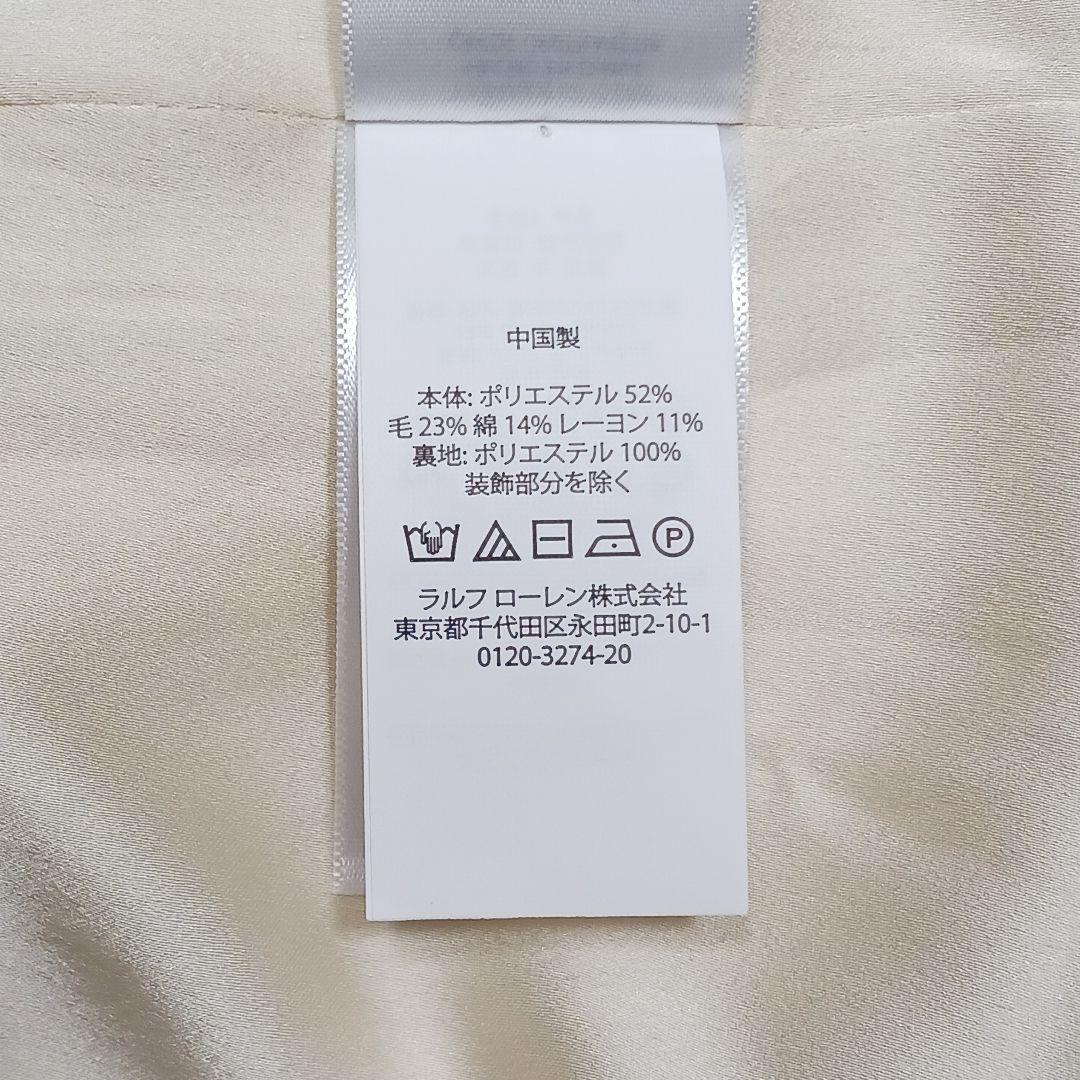 中国製
本体: ポリエステル 52%
毛 23% 綿 14% レーヨン 11%
裏地: ポリエステル 100%
装飾部分を除く
P
ラルフ ローレン株式会社
東京都千代田区永田町2-10-1
0120-3274-20